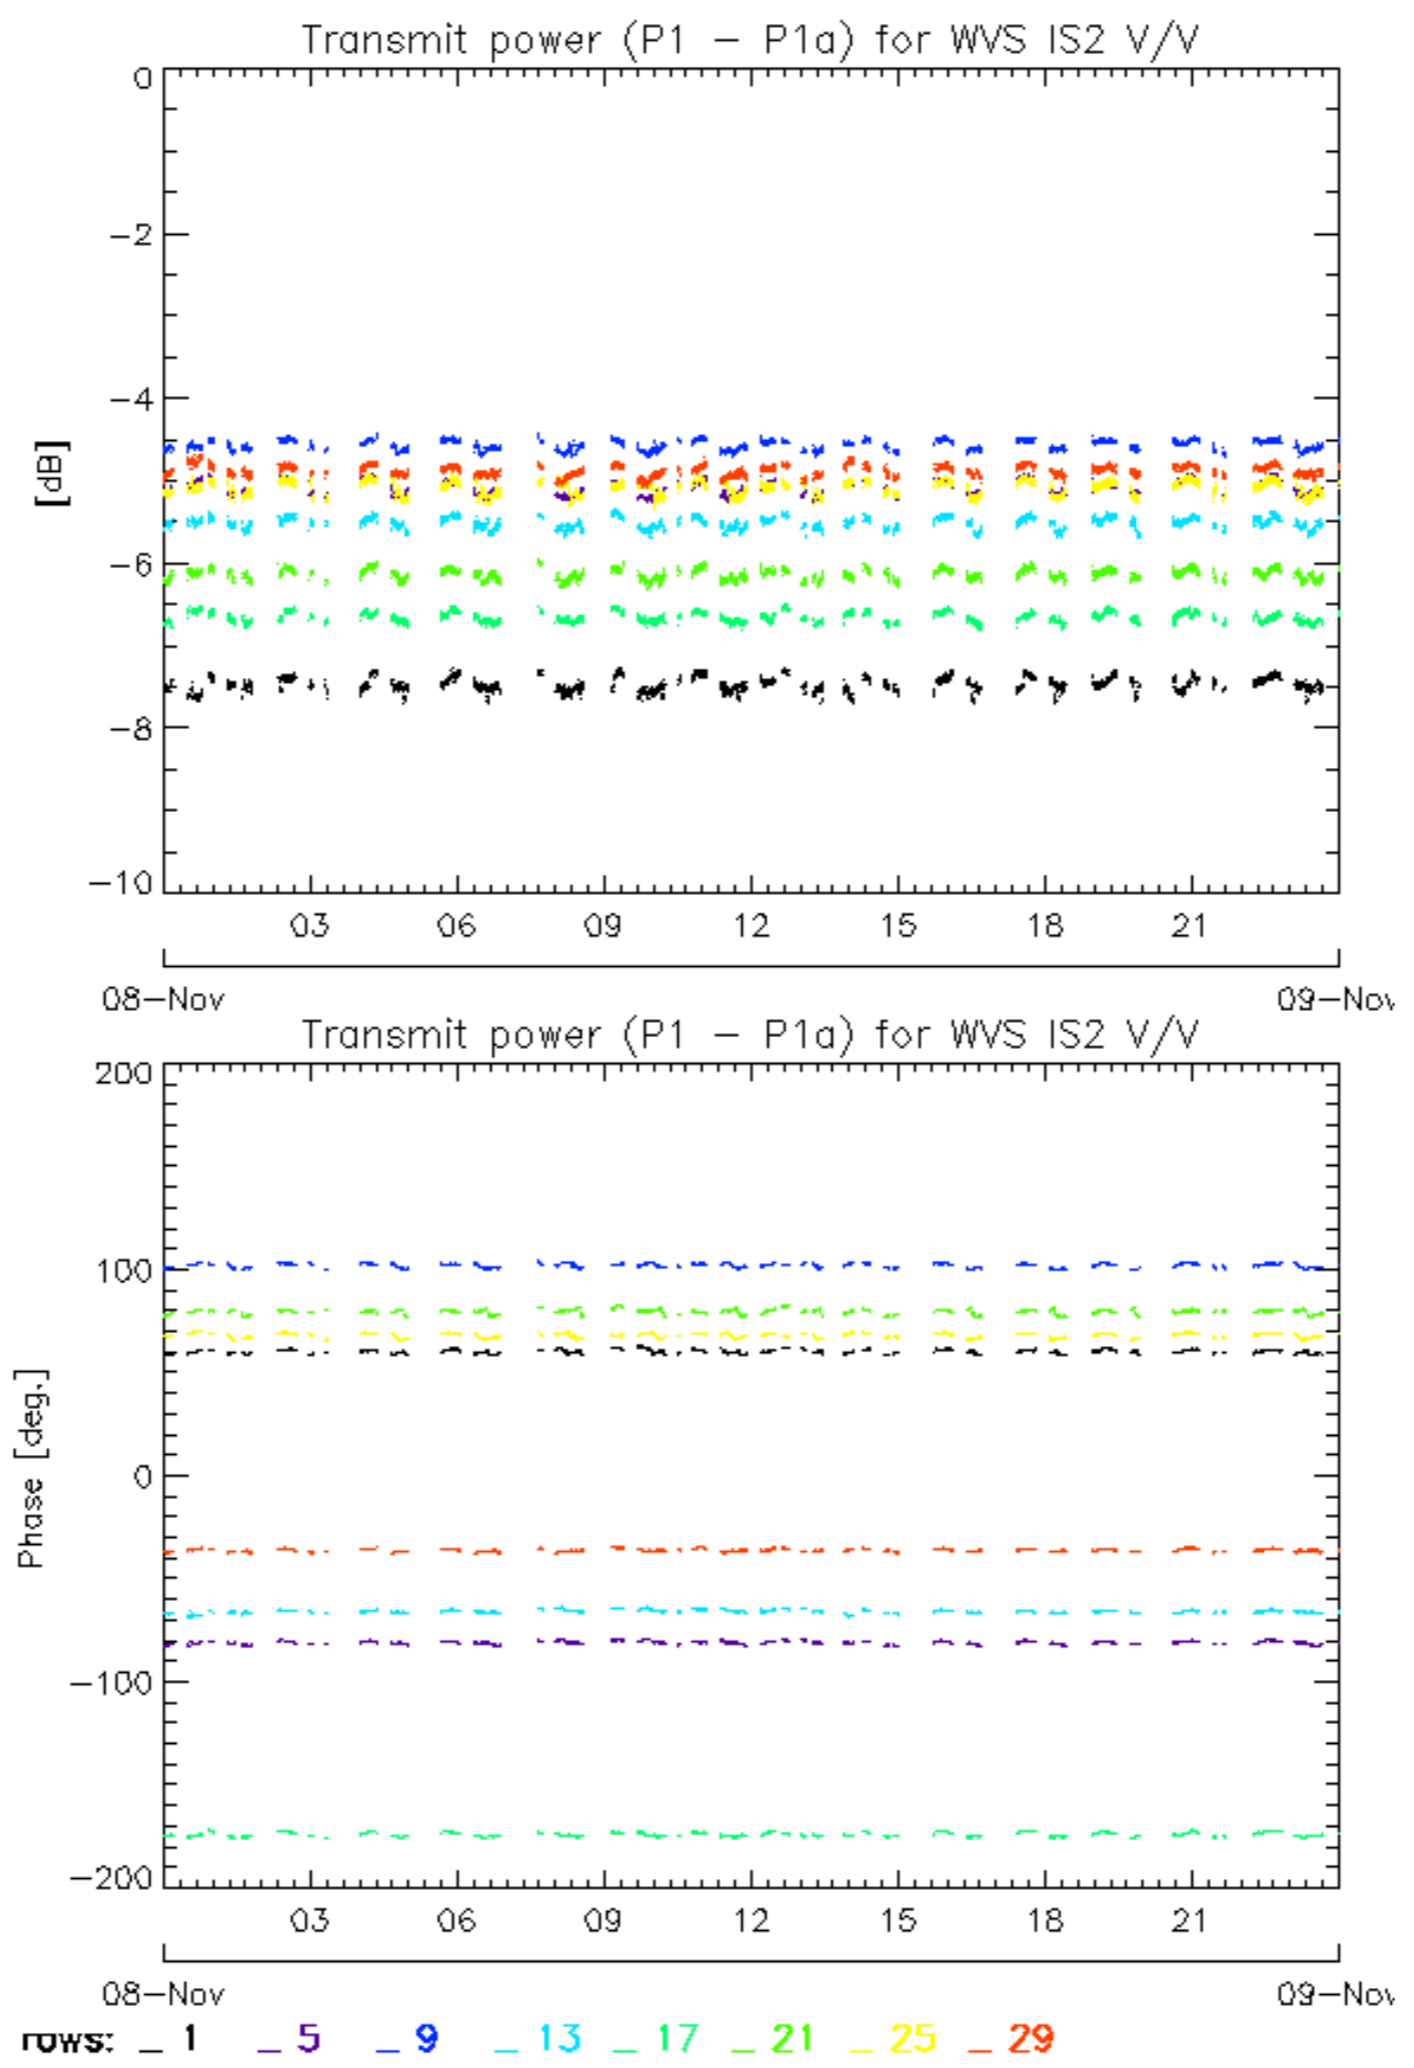 Transmit power (P1 - P1a) for WVS IS2 V/V
0
-2
-4
[dB]
-6
-8
-10
03 06 09 12 15 18 21
08-Nov 09-Nov
Transmit power (P1 - P1a) for WVS IS2 V/V
200
100
Phase [deg.]
0
-100
-200
03 06 09 12 15 18 21
08-Nov 09-Nov
rows: _ 1 _ 5 _ 9 _ 13 _ 17 _ 21 _ 25 _ 29